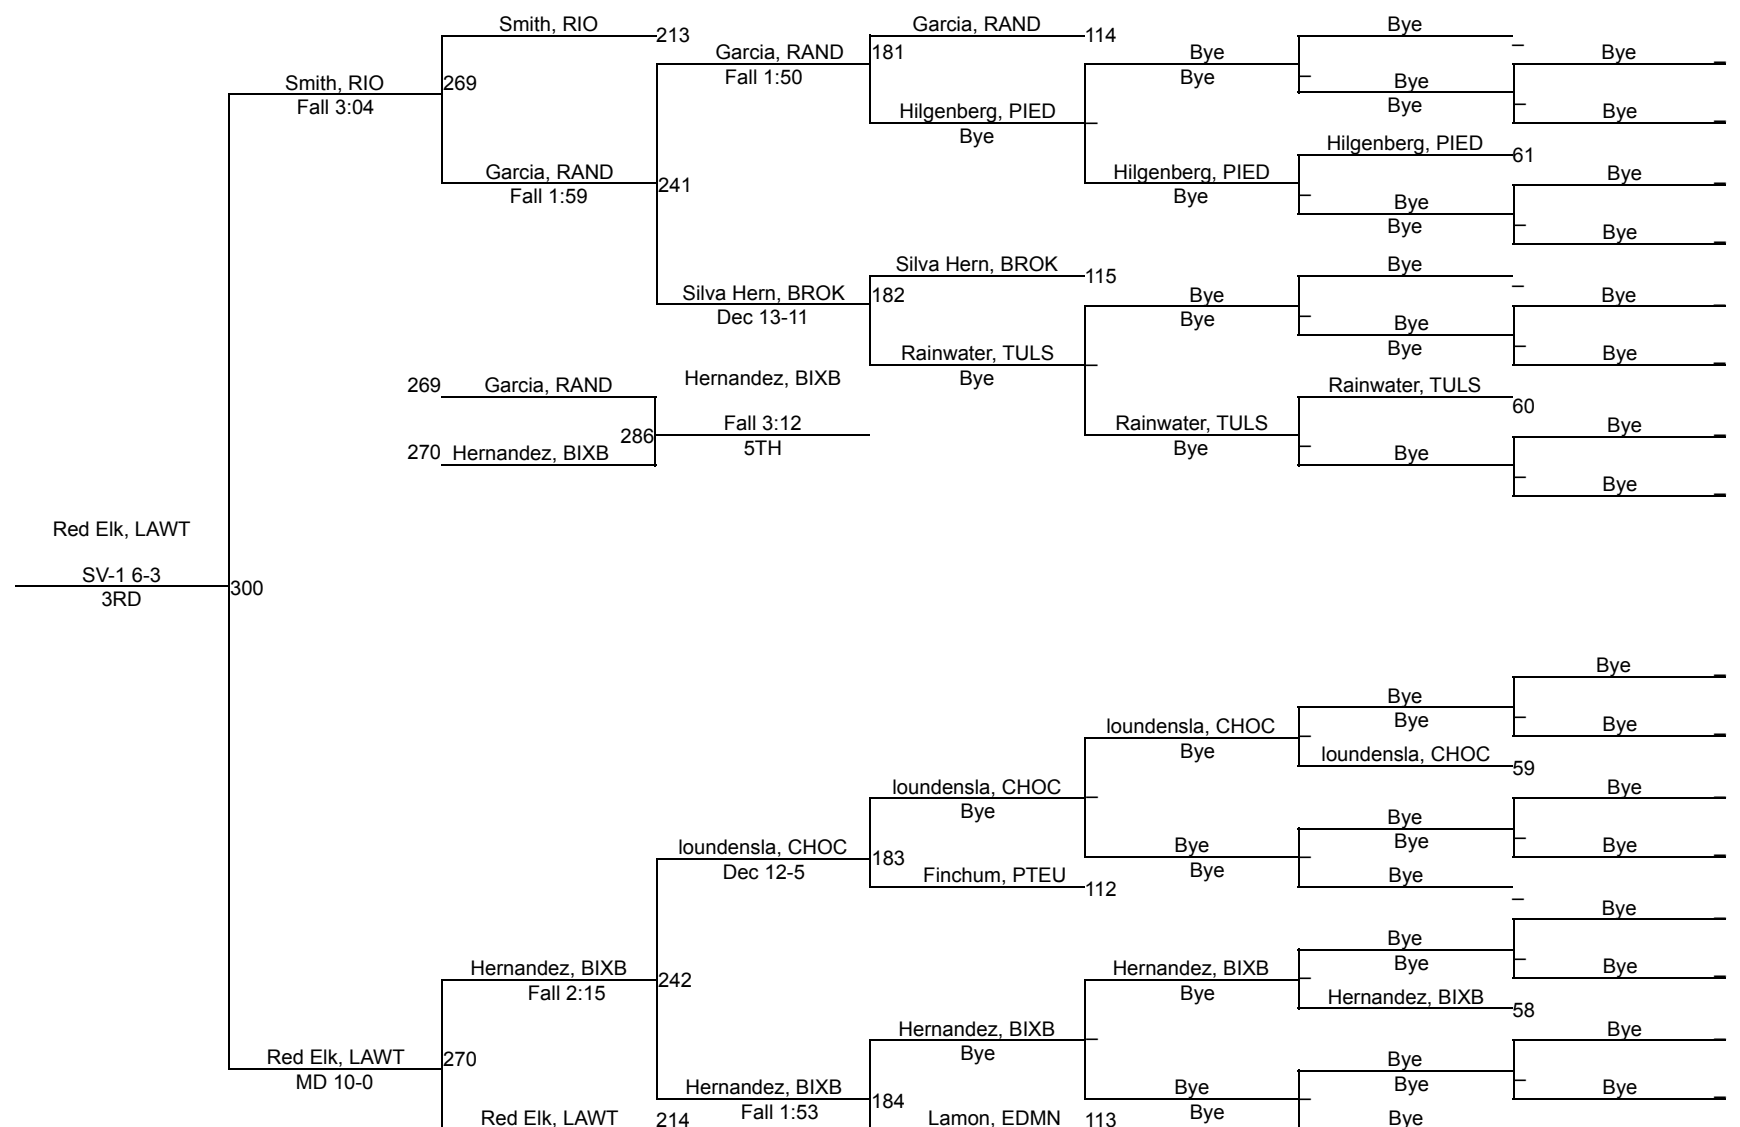 Smith, RIO
213
Garcia, RAND
114
Bye
Garcia, RAND
181
Bye
Bye
Fall 1:50
Bye
Smith, RIO
269
Bye
Fall 3:04
Bye
Hilgenberg, PIED
Bye
Bye
Hilgenberg, PIED
61
Garcia, RAND
241
Hilgenberg, PIED
Bye
Fall 1:59
Bye
Bye
Bye
Bye
Silva Hern, BROK
115
Bye
Silva Hern, BROK
182
Bye
Bye
Dec 13-11
Bye
Bye
Bye
Rainwater, TULS
Bye
Bye
269
Garcia, RAND
Hernandez, BIXB
Rainwater, TULS
60
Fall 3:12
Rainwater, TULS
Bye
286
5TH
Bye
270
Hernandez, BIXB
Bye
Bye
Red Elk, LAWT
SV-1 6-3
300
3RD
Bye
Bye
Bye
Bye
loundensla, CHOC
Bye
loundensla, CHOC
59
loundensla, CHOC
Bye
Bye
Bye
loundensla, CHOC
183
Bye
Bye
Bye
Dec 12-5
Bye
Finchum, PTEU
112
Bye
Bye
Bye
Hernandez, BIXB
242
Hernandez, BIXB
Bye
Bye
Fall 2:15
Bye
Hernandez, BIXB
58
Hernandez, BIXB
Bye
Bye
Red Elk, LAWT
270
Bye
MD 10-0
Hernandez, BIXB
184
Bye
Bye
Bye
Fall 1:53
Bye
Red Elk, LAWT
214
Lamon, EDMN
113
Bye